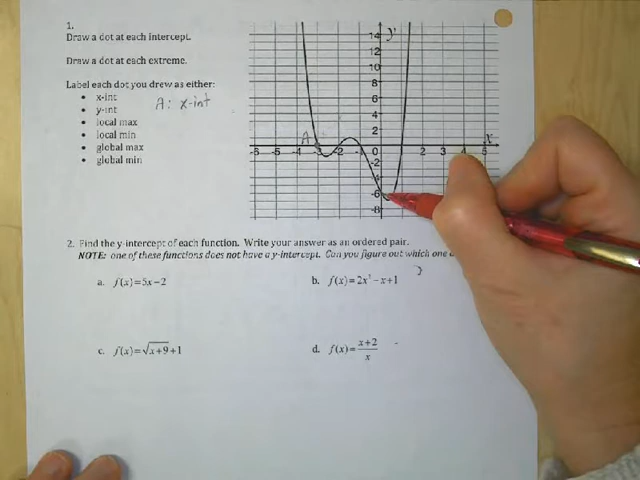 1.
Draw a dot at each intercept.
Draw a dot at each extreme.
Label each dot you drew as either:
• x-int
• y-int
• local max
• local min
• global max
• global min
A: x-int
y
14
12
10
8
6
4
2
A
x
-6 -5 -4 -3 -2 -1 0 2 3 4 5
-2
-4
-6
-8
2. Find the y-intercept of each function. Write your answer as an ordered pair.
NOTE: one of these functions does not have a y-intercept. Can you figure out which one
a. f(x)=5x−2
b. f(x)=2x −x+1
c. f(x)=√x+9+1
d. f(x)=x+2/x